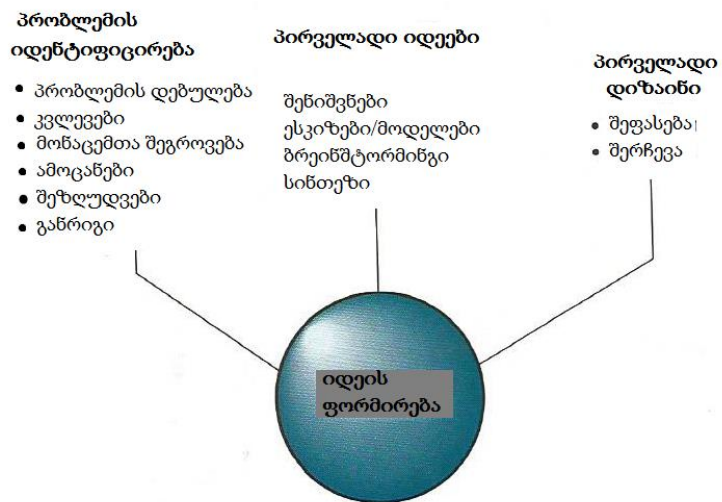 პრობლემის
იდენტიფიცირება
• პრობლემის დებულება
• კვლევები
• მონაცემთა შეგროვება
• ამოცანები
• შეზღუდვები
• განრიგი
პირველადი იდეები
შენიშვნები
ესკიზები/მოდელები
ბრეინშტორმინგი
სინთეზი
პირველადი
დიზაინი
• შეფასება
• შერჩევა
იდეის
ფორმირება